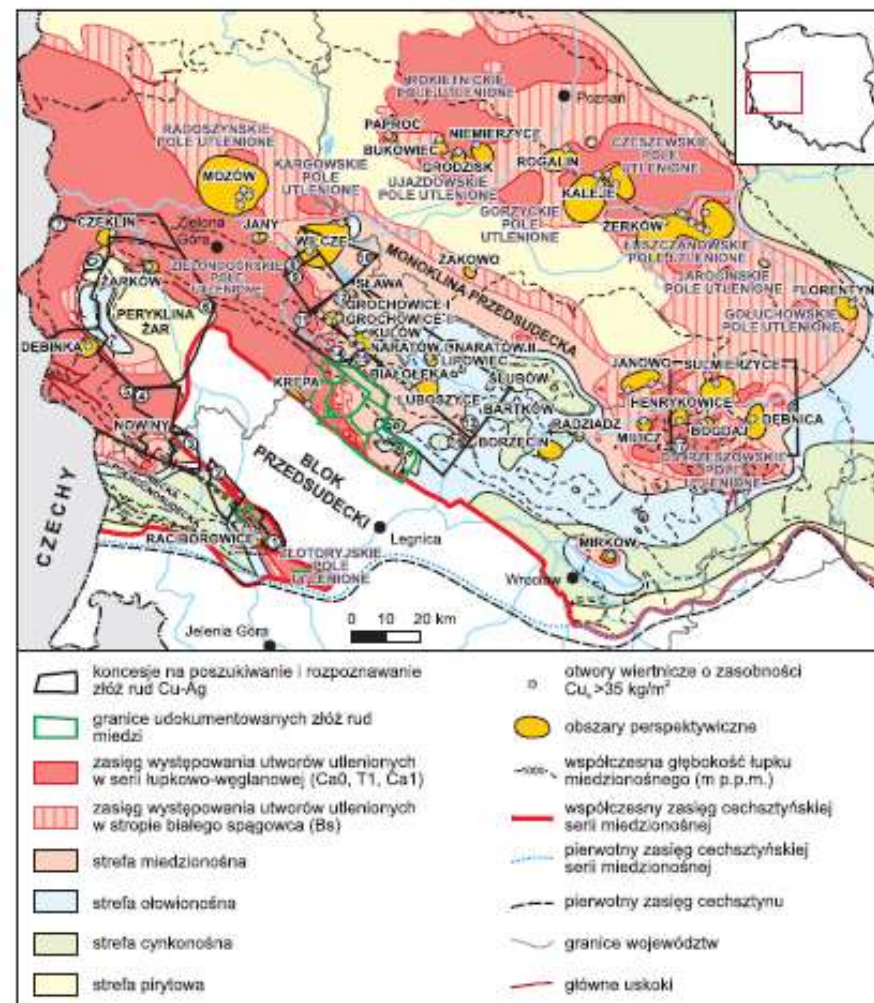 ROKIETNICKIE
POLE UTLENIONE
Poznań
PAPROĆ
RADOSZYŃSKIE
POLE UTLENIONE
BUKOWIEC
NIEMIERZYCE
GRODZISK
ROGALIN
CZESZEWSKIE
POLE
UTLENIONE
KARGOWSKIE
POLE
UTLENIONE
MOZÓW
UJAZDOWSKIE
POLE UTLENIONE
KALEJE
CZEKLIN
Zielona
Góra
JANY
WILCZE
GORZYCKIE
POLE
UTLENIONE
ŻERKÓW
ŁUSZCZANOWSKIE
POLE UTLENIONE
ŻARKÓW
ZIELONOGÓRSKIE
POLE
UTLENIONE
MONOKLINA PRZEDSUDECKA
ŻAKOWO
JAROCIŃSKIE
POLE UTLENIONE
FLORENTYN
SŁAWA
PERYKLINA
ŻAR
GROCHOWICE I
GROCHOWICE II
GOŁUCHOWSKIE
POLE UTLENIONE
KULÓW
DĘBINKA
NARATÓW I
NARATÓW II
LIPOWIEC
BIAŁOŁĘKA
JANOWO
SULMIERZYCE
KRĘPA
LUBOSZYCE
ŚLUBÓW
HENRYKOWICE
BARTKÓW
NOWINY
RADZIĄDZ
DĘBNICA
BORZĘCIN
MILICZ
BOGDAJ
OSTRZESZOWSKIE
POLE
UTLENIONE
BLOK
PRZEDSUDECKI
CZECHY
Legnica
RACIBOROWICE
MIRKÓW
ZŁOTORYJSKIE
POLE
UTLENIONE
Wrocław
Jelenia Góra
0 10 20 km
koncesje na poszukiwanie i rozpoznawanie
złóż rud Cu-Ag
granice udokumentowanych złóż rud
miedzi
zasięg występowania utworów utlenionych
w serii łupkowo-węglanowej (Ca0, T1, Ca1)
zasięg występowania utworów utlenionych
w stropie białego spągowca (Bs)
strefa miedzionośna
strefa ołowionośna
strefa cynkonośna
strefa pirytowa
otwory wiertnicze o zasobności
Cuₑ >35 kg/m²
obszary perspektywiczne
współczesna głębokość łupku
miedzionośnego (m p.p.m.)
współczesny zasięg cechsztyńskiej
serii miedzionośnej
pierwotny zasięg cechsztyńskiej
serii miedzionośnej
pierwotny zasięg cechsztynu
granice województw
główne uskoki